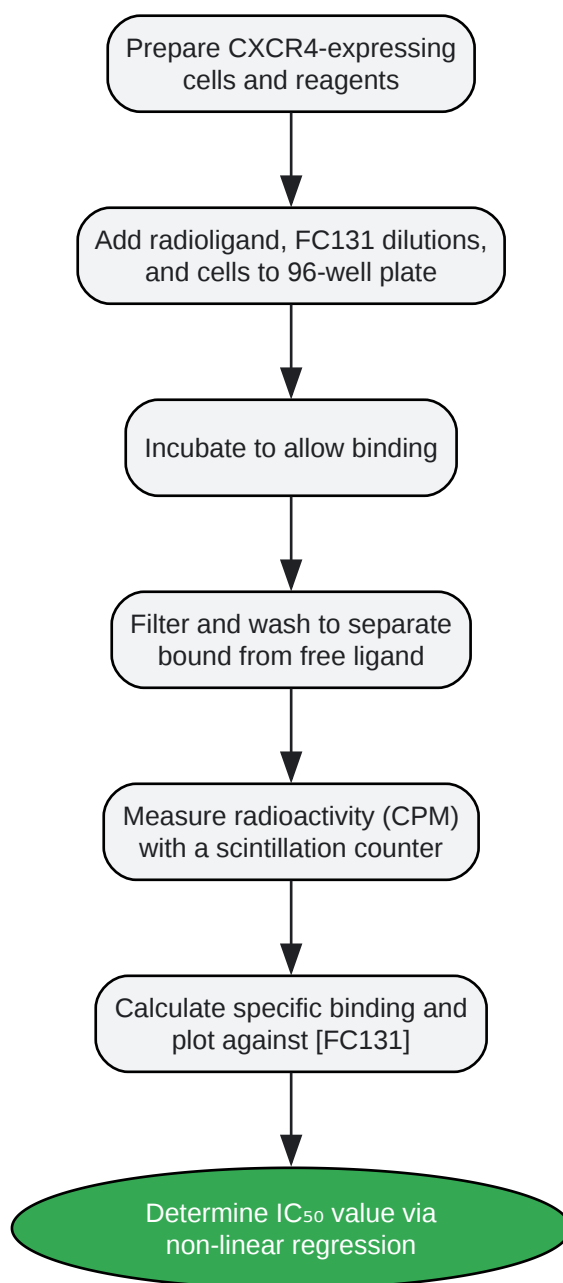 Prepare CXCR4-expressing
cells and reagents
Add radioligand, FC131 dilutions,
and cells to 96-well plate
Incubate to allow binding
Filter and wash to separate
bound from free ligand
Measure radioactivity (CPM)
with a scintillation counter
Calculate specific binding and
plot against [FC131]
Determine IC₅₀ value via
non-linear regression